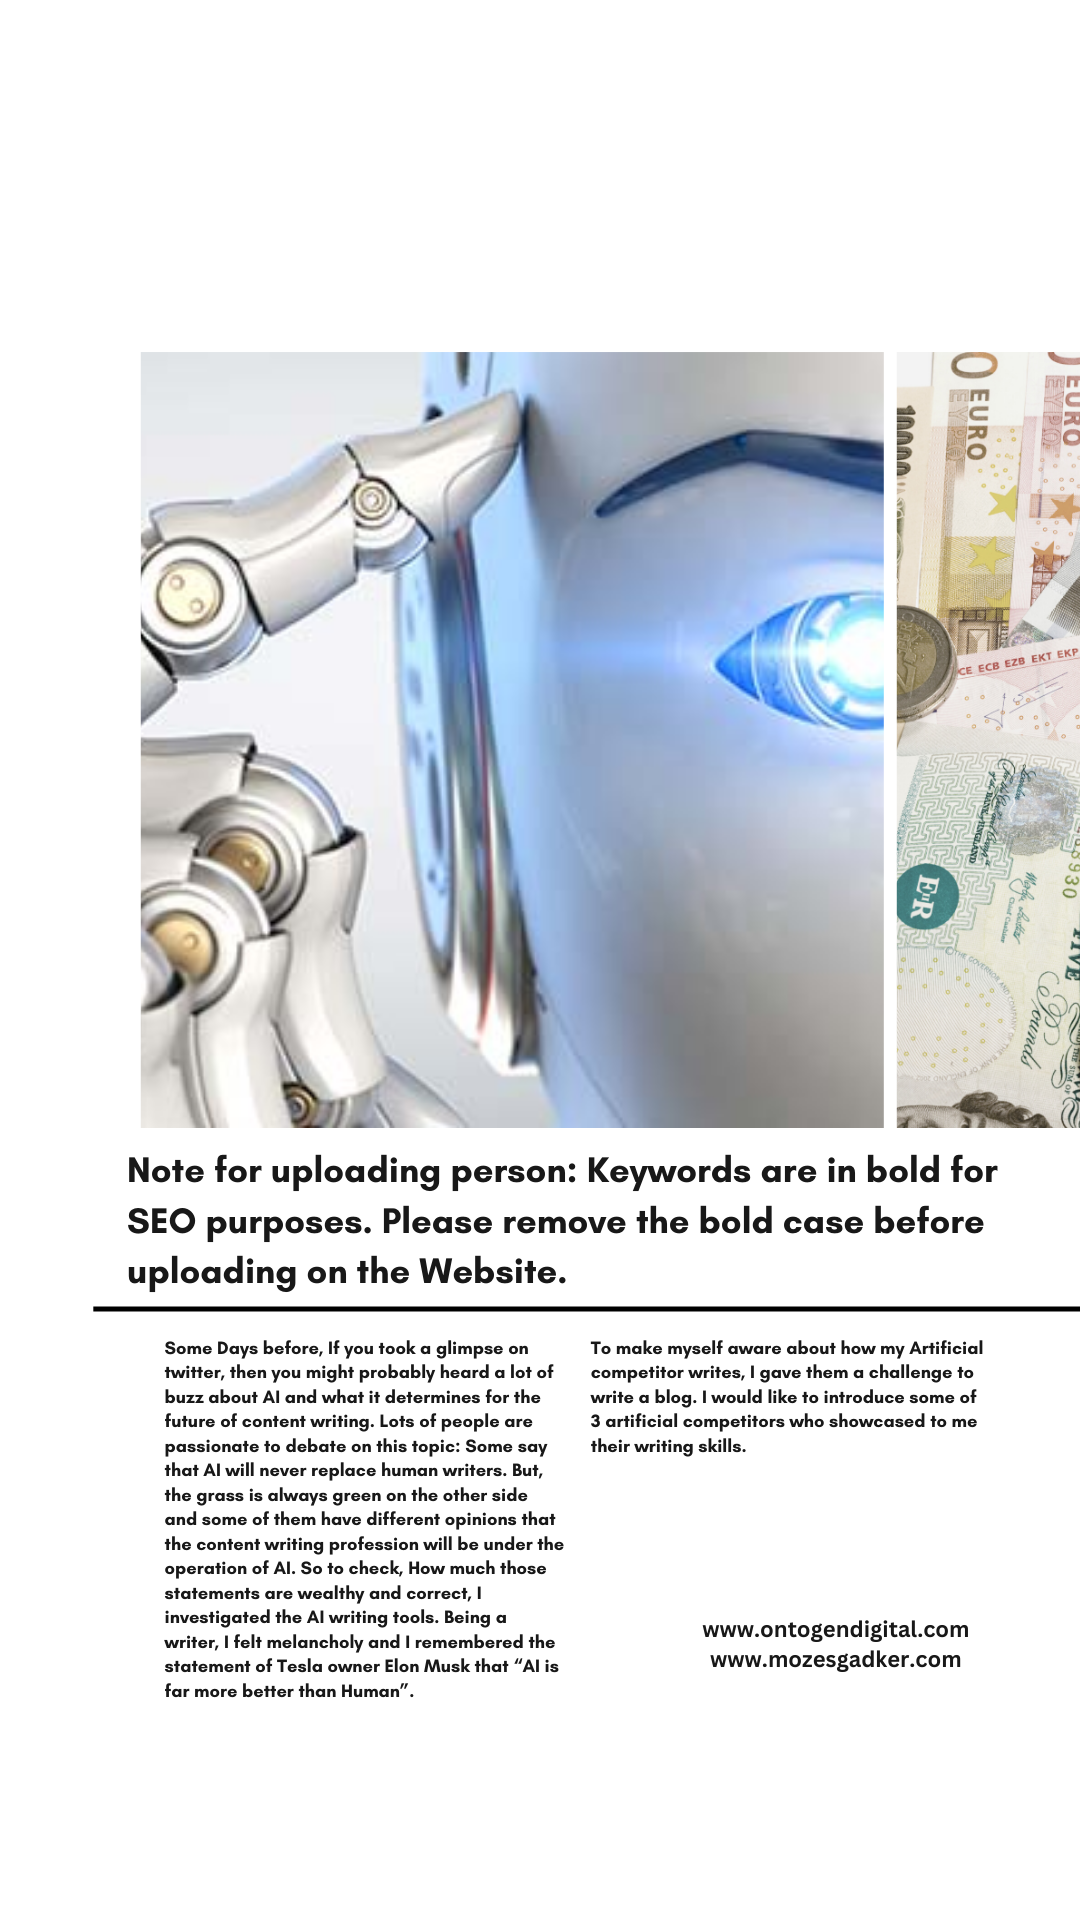 EURO
ΕΥΡΩ
EURO
ΕΥΡΩ
10000
CE ECB EZB EKT EKP
FIVE
Pounds
Note for uploading person: Keywords are in bold for
SEO purposes. Please remove the bold case before
uploading on the Website.
Some Days before, If you took a glimpse on
twitter, then you might probably heard a lot of
buzz about AI and what it determines for the
future of content writing. Lots of people are
passionate to debate on this topic: Some say
that AI will never replace human writers. But,
the grass is always green on the other side
and some of them have different opinions that
the content writing profession will be under the
operation of AI. So to check, How much those
statements are wealthy and correct, I
investigated the AI writing tools. Being a
writer, I felt melancholy and I remembered the
statement of Tesla owner Elon Musk that “AI is
far more better than Human”.
To make myself aware about how my Artificial
competitor writes, I gave them a challenge to
write a blog. I would like to introduce some of
3 artificial competitors who showcased to me
their writing skills.
www.ontogendigital.com
www.mozesgadker.com